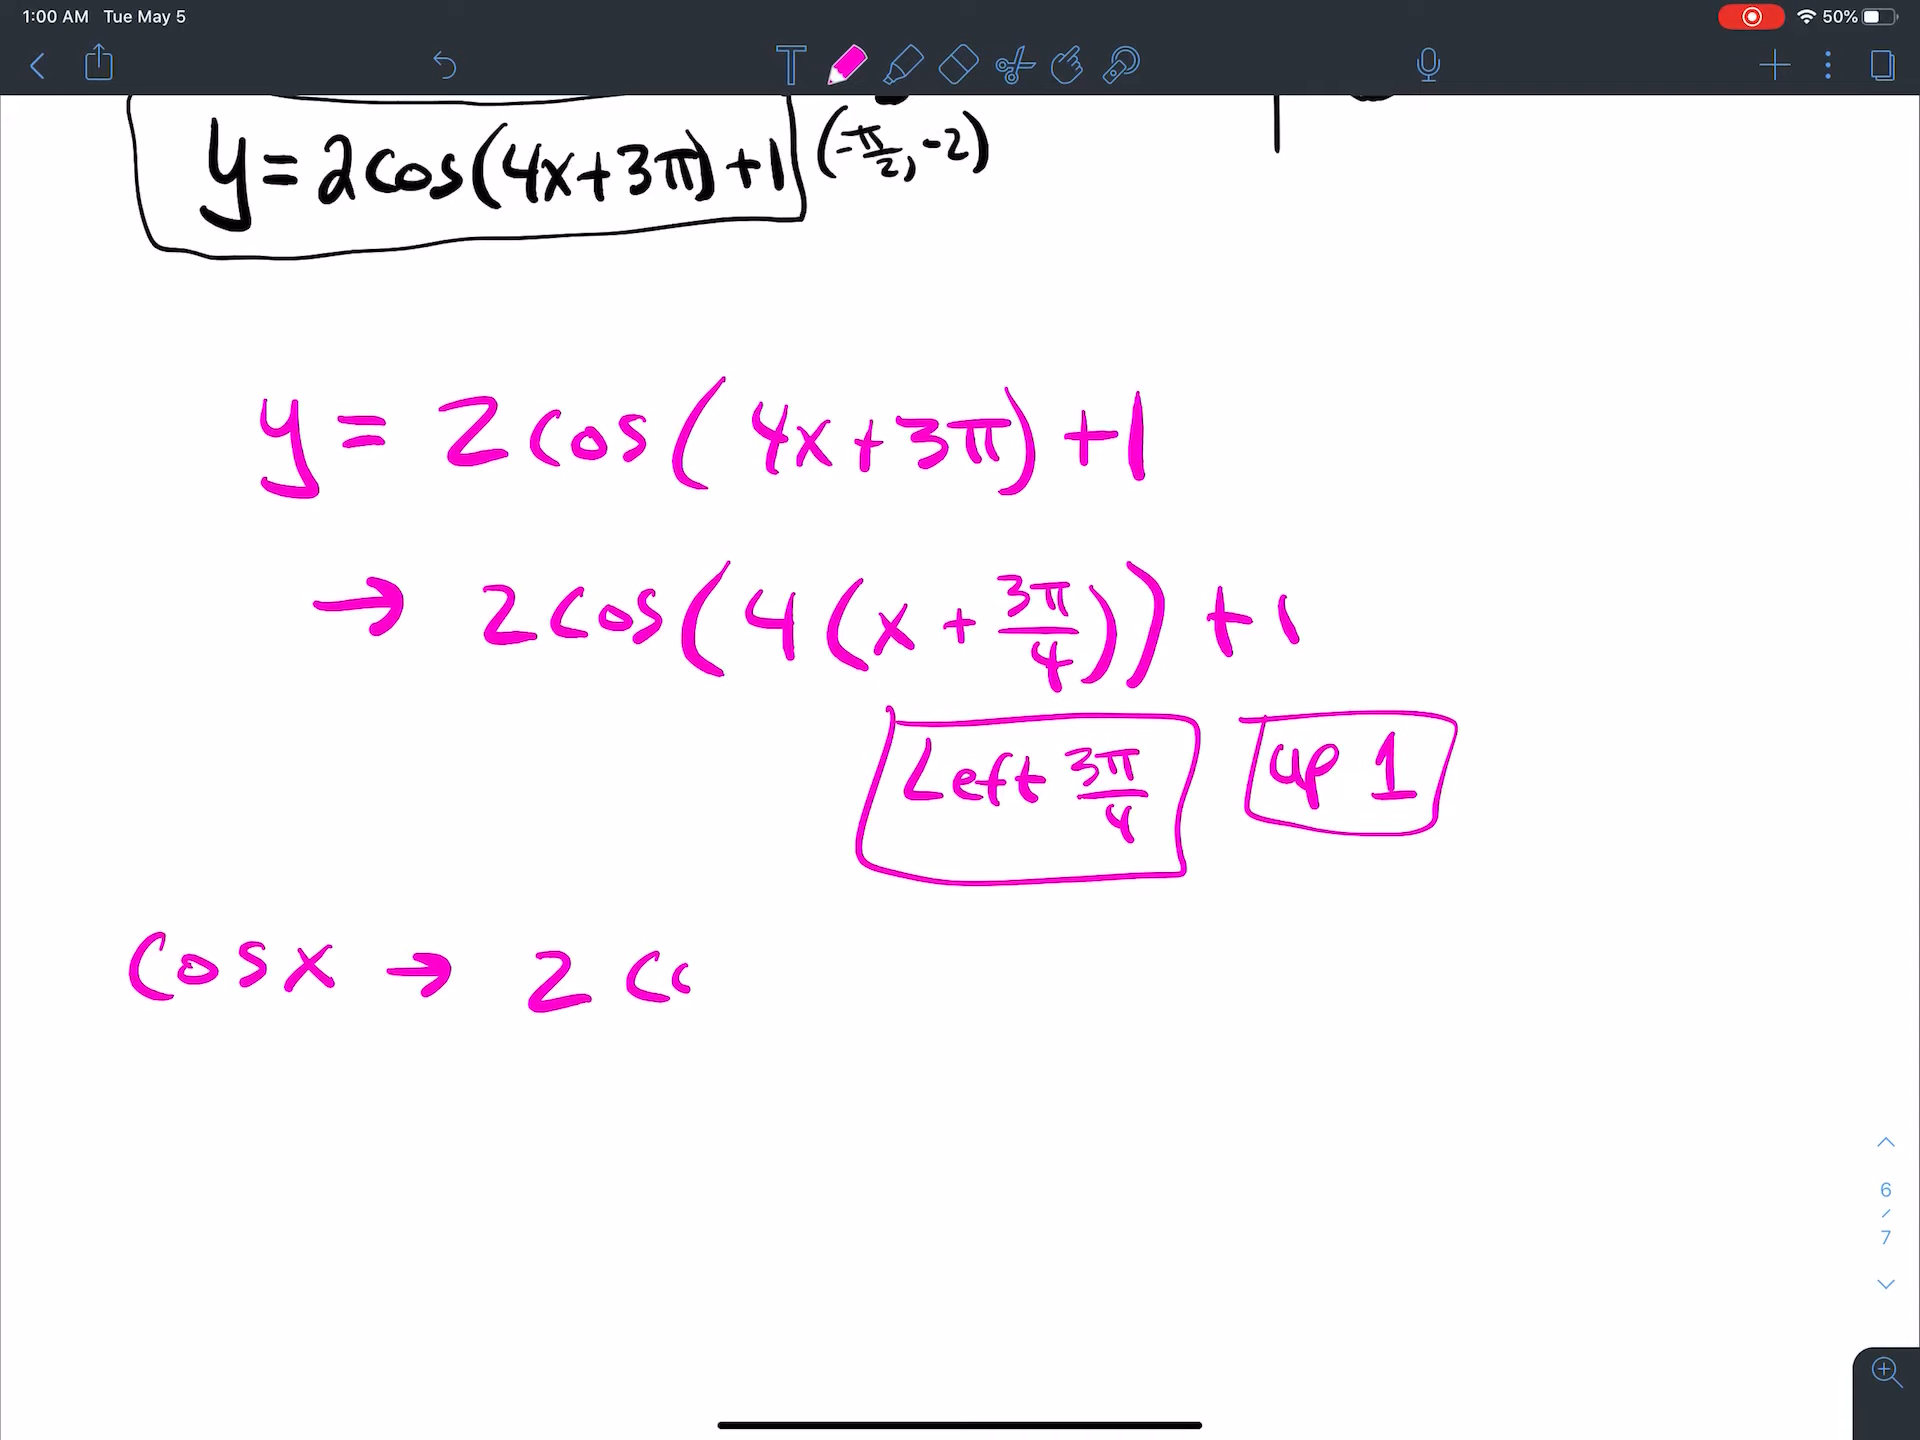 1:00 AM Tue May 5
50%
T
y = 2cos(4x+3π)+1
(-π/2, -2)
y = 2cos(4x+3π)+1
→ 2cos(4(x + 3π/4)) + 1
Left 3π/4
up 1
cosx → 2 co
6
/
7